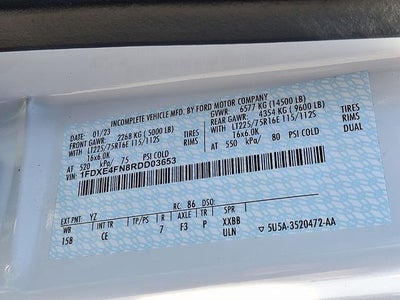 INCOMPLETE VEHICLE MFD. BY FORD MOTOR COMPANY
DATE: 01/23 GVWR: 6577 KG (14500 LB)
FRONT GAWR: 2268 KG (5000 LB) REAR GAWR: 4354 KG (9600 LB)
LT225/75R16E 115/112S TIRES LT225/75R16E 115/112S TIRES
16x6.0K RIMS 16x6.0K RIMS
AT 520 kPa/ 75 PSI COLD AT 550 kPa/ 80 PSI COLD DUAL
VIN: 1FDXE4FN8RDD03653
EXT PNT: YZ RC: 86 DSO:
WB TP/PS R AXLE TR SPR
158 CE 7 F3 P XXBB
ULN 5U5A-3520472-AA